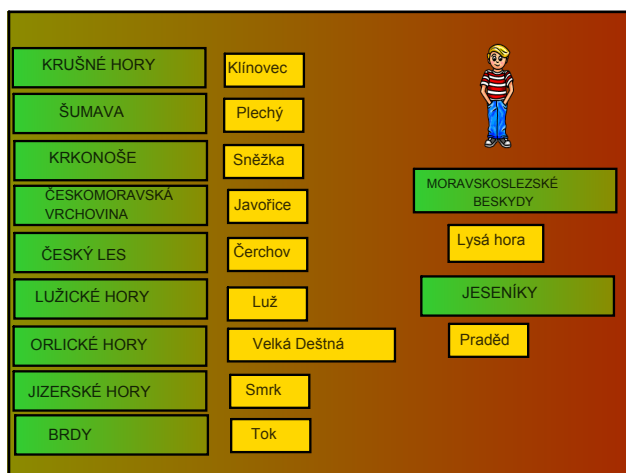 KRUŠNÉ HORY
Klínovec
ŠUMAVA
Plechý
KRKONOŠE
Sněžka
ČESKOMORAVSKÁ
VRCHOVINA
Javořice
ČESKÝ LES
Čerchov
LUŽICKÉ HORY
Luž
ORLICKÉ HORY
Velká Deštná
JIZERSKÉ HORY
Smrk
BRDY
Tok
MORAVSKOSLEZSKÉ
BESKYDY
Lysá hora
JESENÍKY
Praděd